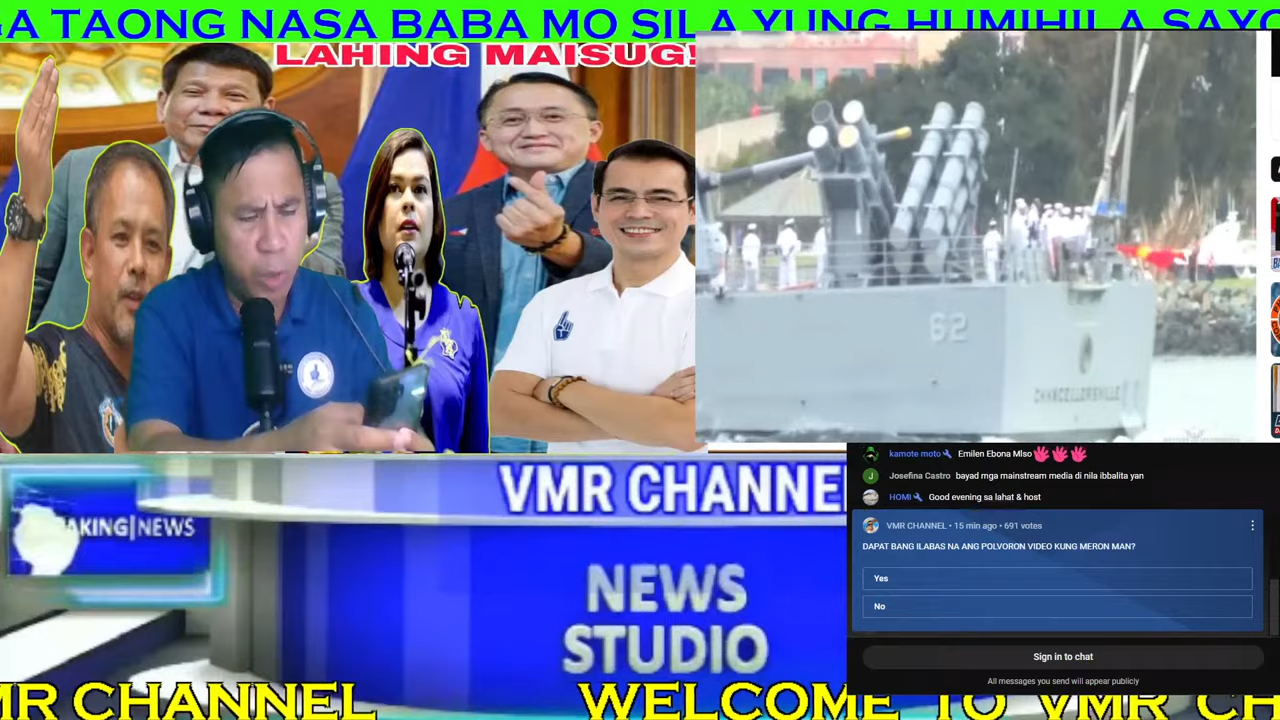 A TAONG NASA BABA MO SILA YUNG HUMIHILA SAYO
LAHING MAISUG!
62
CHANCELLORSVILLE
kamote moto Emilen Ebona Mlso
Josefina Castro bayad mga mainstream media di nila ibbalita yan
HOMI Good evening sa lahat & host
VMR CHANNEL • 15 min ago • 691 votes
DAPAT BANG ILABAS NA ANG POLVORON VIDEO KUNG MERON MAN?
Yes
No
Sign in to chat
All messages you send will appear publicly
VMR CHANNE
AKING|NEWS
NEWS
STUDIO
MR CHANNEL WELCOME TO VMR CH